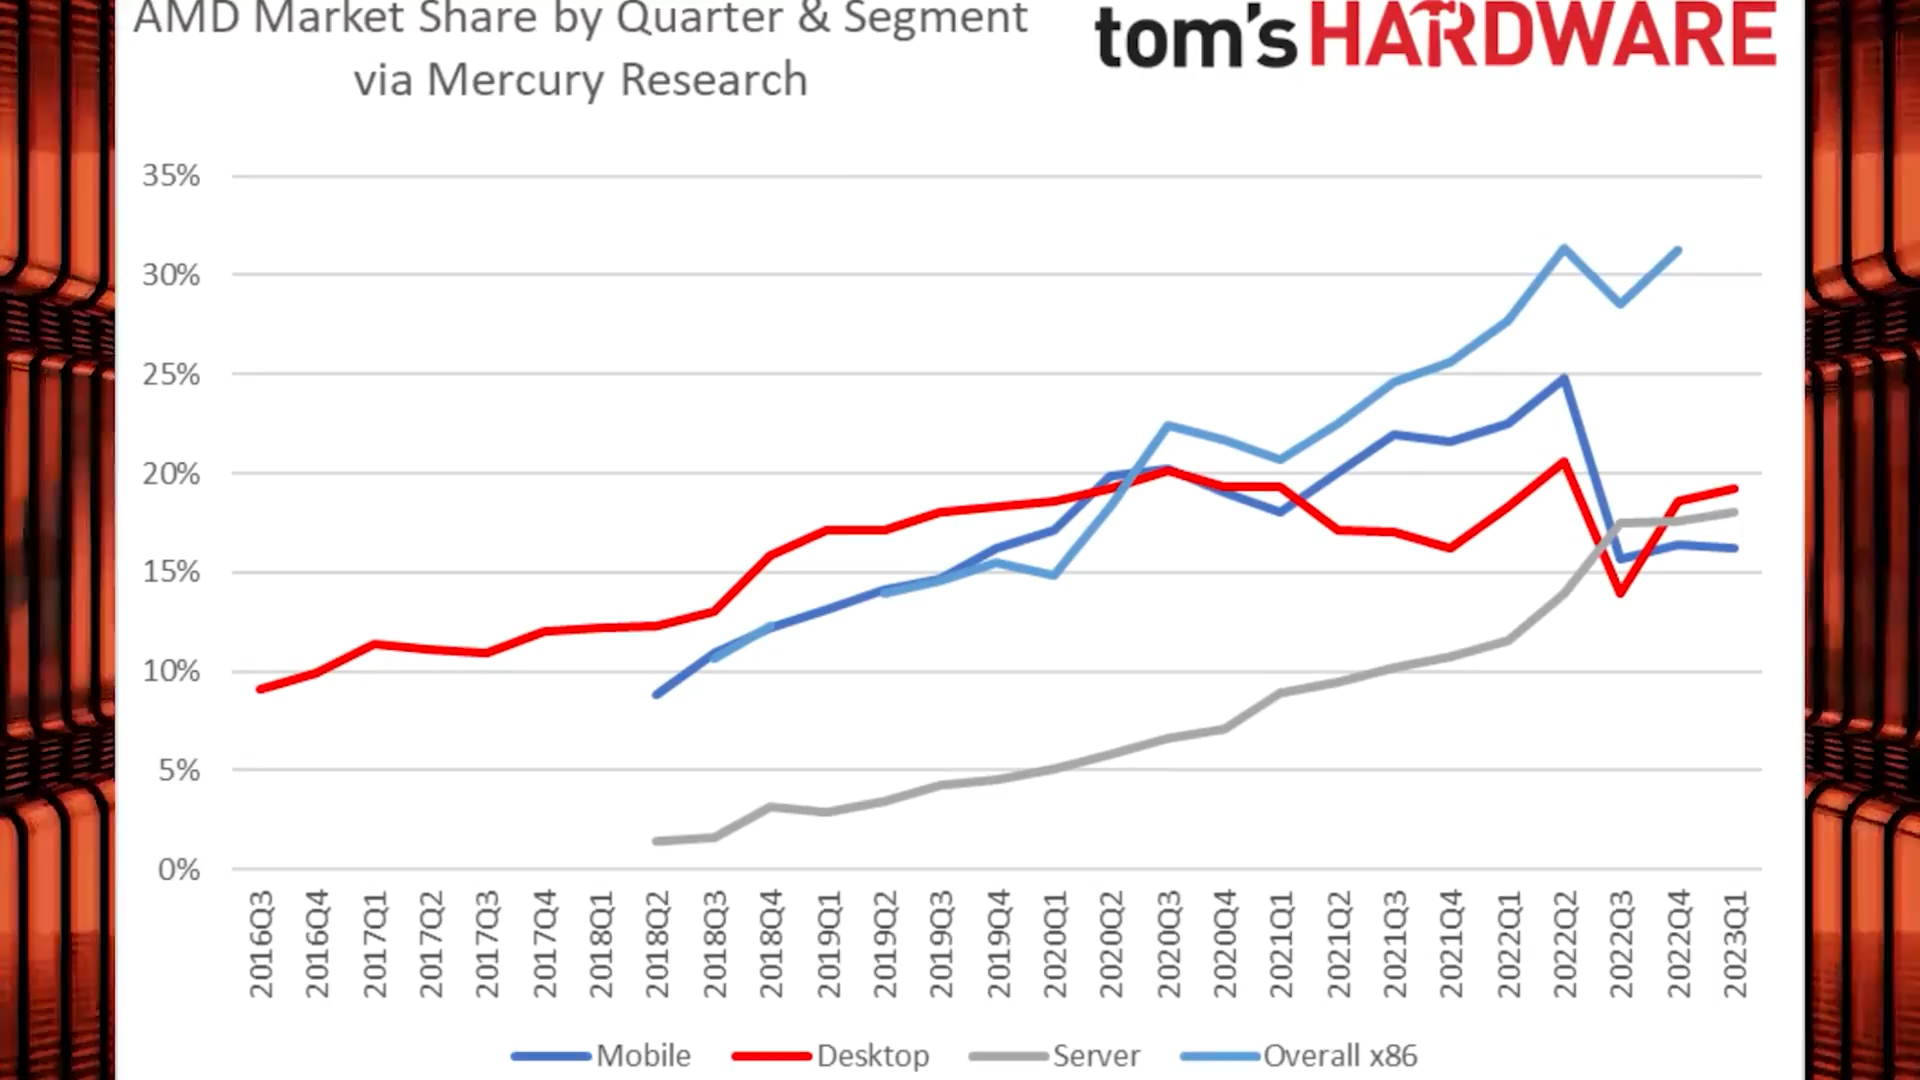 AMD Market Share by Quarter & Segment
via Mercury Research
tom's HARDWARE
35%
30%
25%
20%
15%
10%
5%
0%
2016Q3
2016Q4
2017Q1
2017Q2
2017Q3
2017Q4
2018Q1
2018Q2
2018Q3
2018Q4
2019Q1
2019Q2
2019Q3
2019Q4
2020Q1
2020Q2
2020Q3
2020Q4
2021Q1
2021Q2
2021Q3
2021Q4
2022Q1
2022Q2
2022Q3
2022Q4
2023Q1
Mobile Desktop Server Overall x86